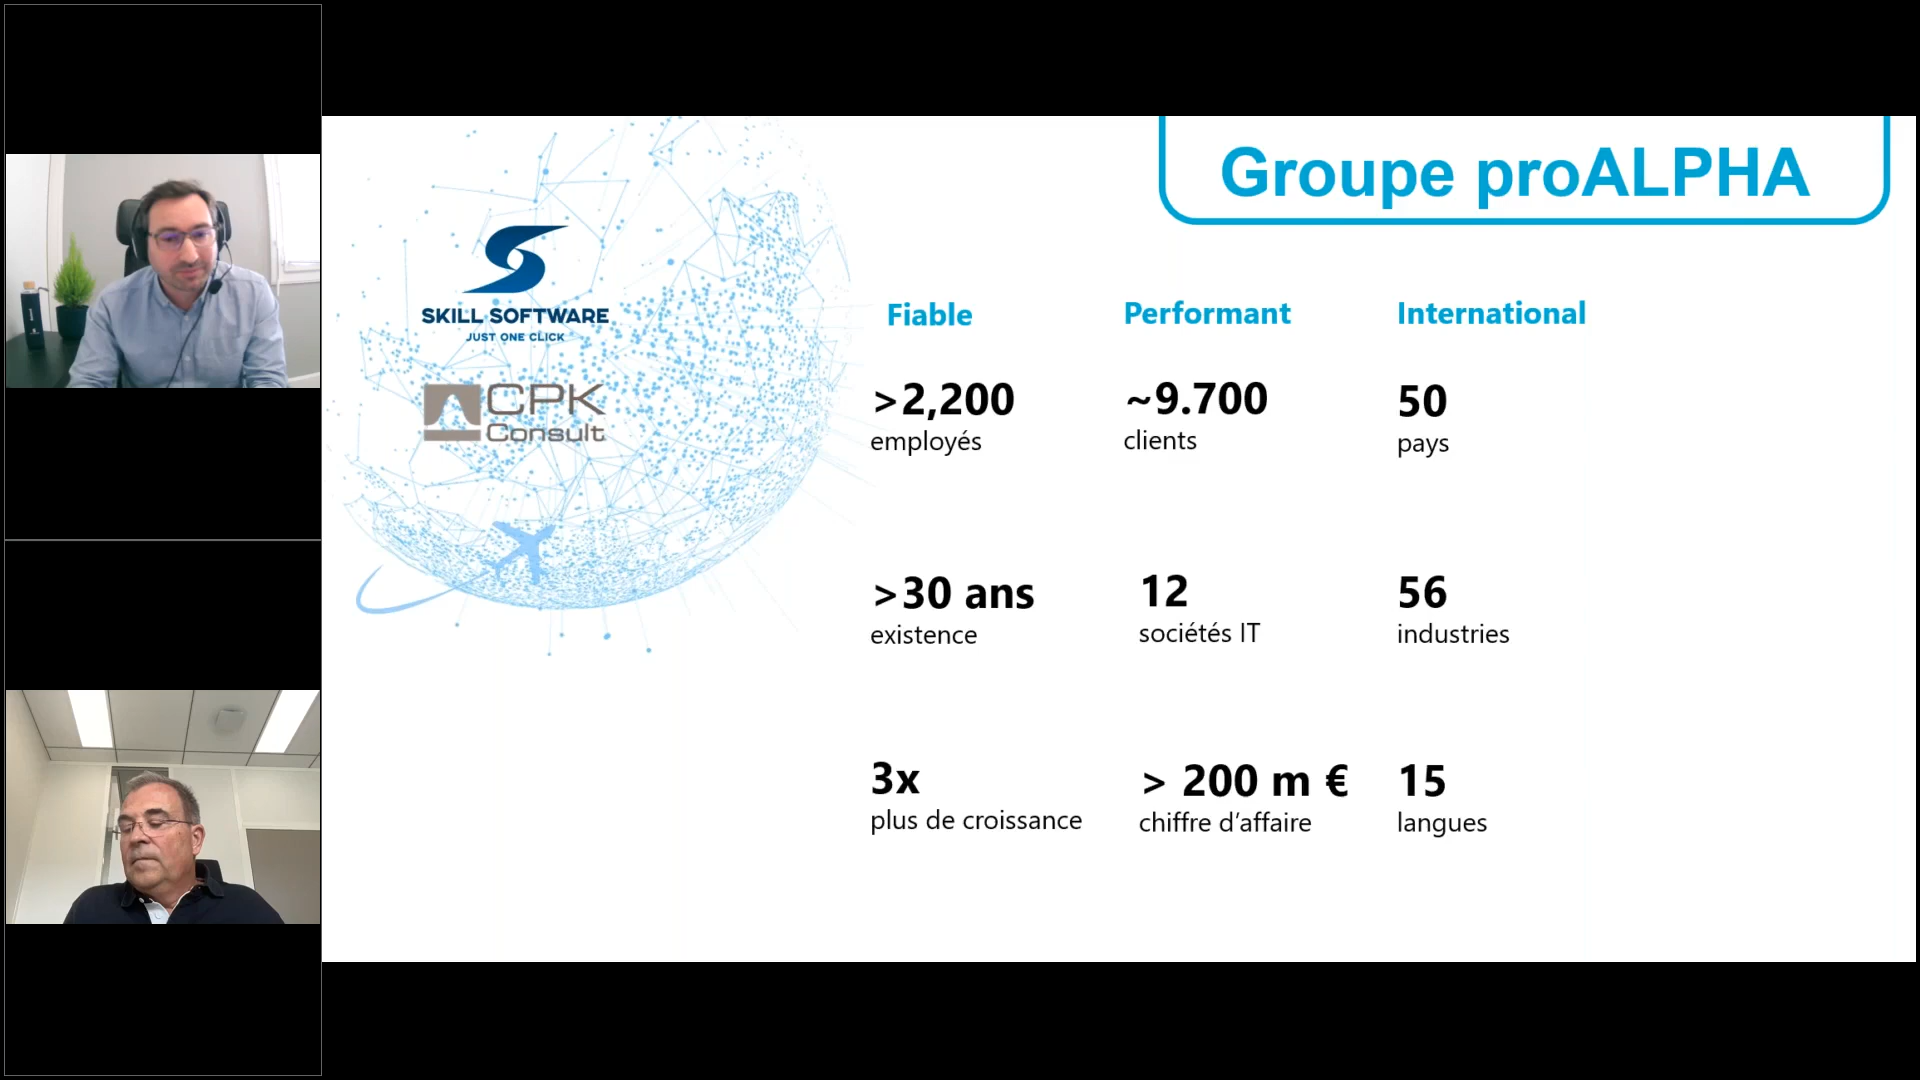 Groupe proALPHA
SKILL SOFTWARE
JUST ONE CLICK
CPK
Consult
Fiable
Performant
International
>2,200
employés
~9.700
clients
50
pays
>30 ans
existence
12
sociétés IT
56
industries
3x
plus de croissance
> 200 m €
chiffre d’affaire
15
langues